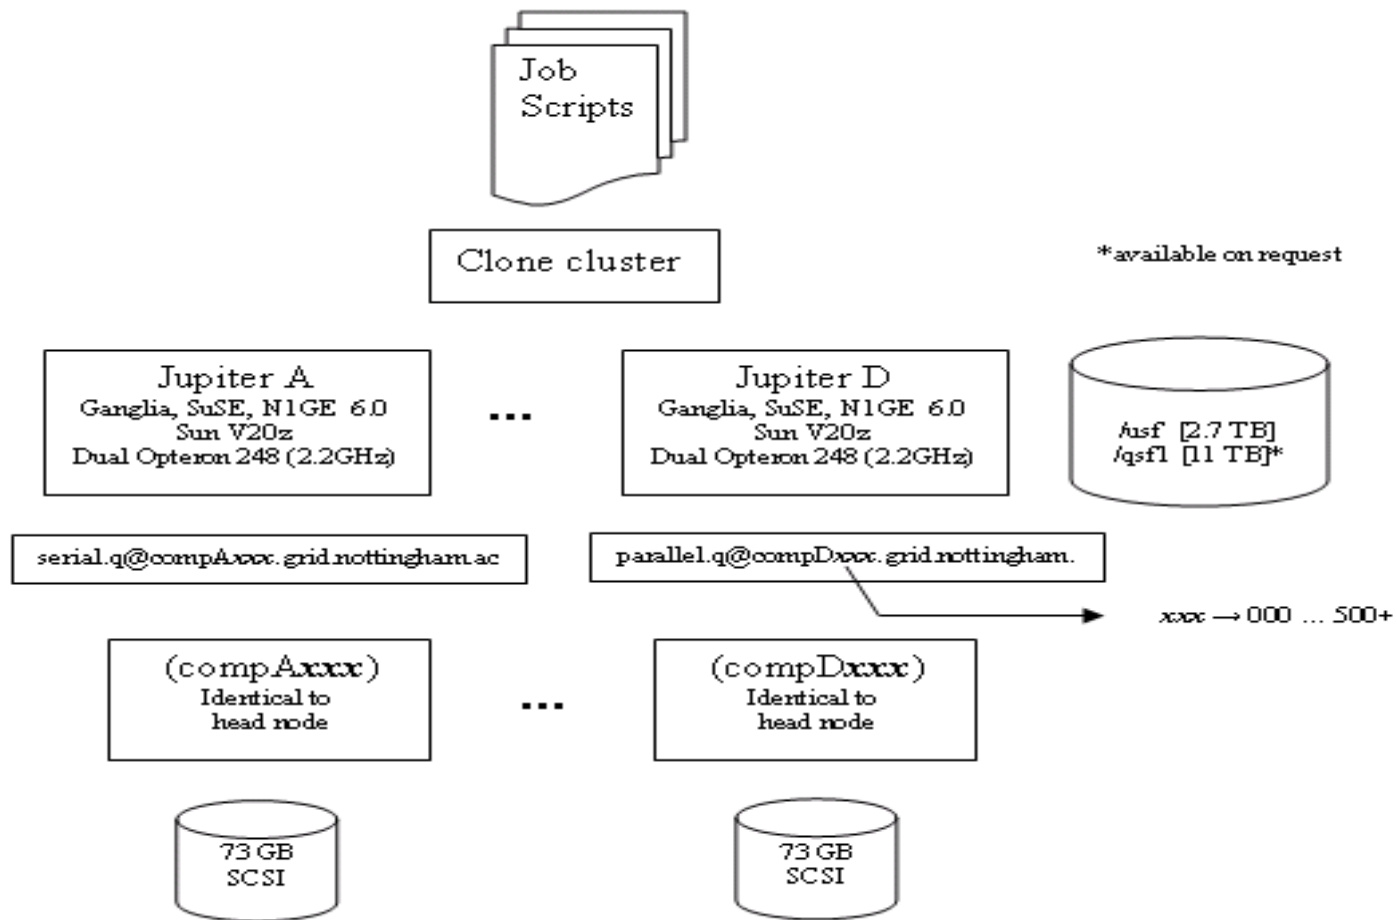 Job
Scripts
Clone cluster
*available on request
Jupiter A
Ganglia, SuSE, N1GE 6.0
Sun V20z
Dual Opteron 248 (2.2GHz)
...
Jupiter D
Ganglia, SuSE, N1GE 6.0
Sun V20z
Dual Opteron 248 (2.2GHz)
/usf [2.7 TB]
/qsf1 [11 TB]*
serial.q@compAxxx.grid.nottingham.ac
parallel.q@compDxxx.grid.nottingham.
xxx → 000 ... 500+
(compAxxx)
Identical to
head node
...
(compDxxx)
Identical to
head node
73 GB
SCSI
73 GB
SCSI